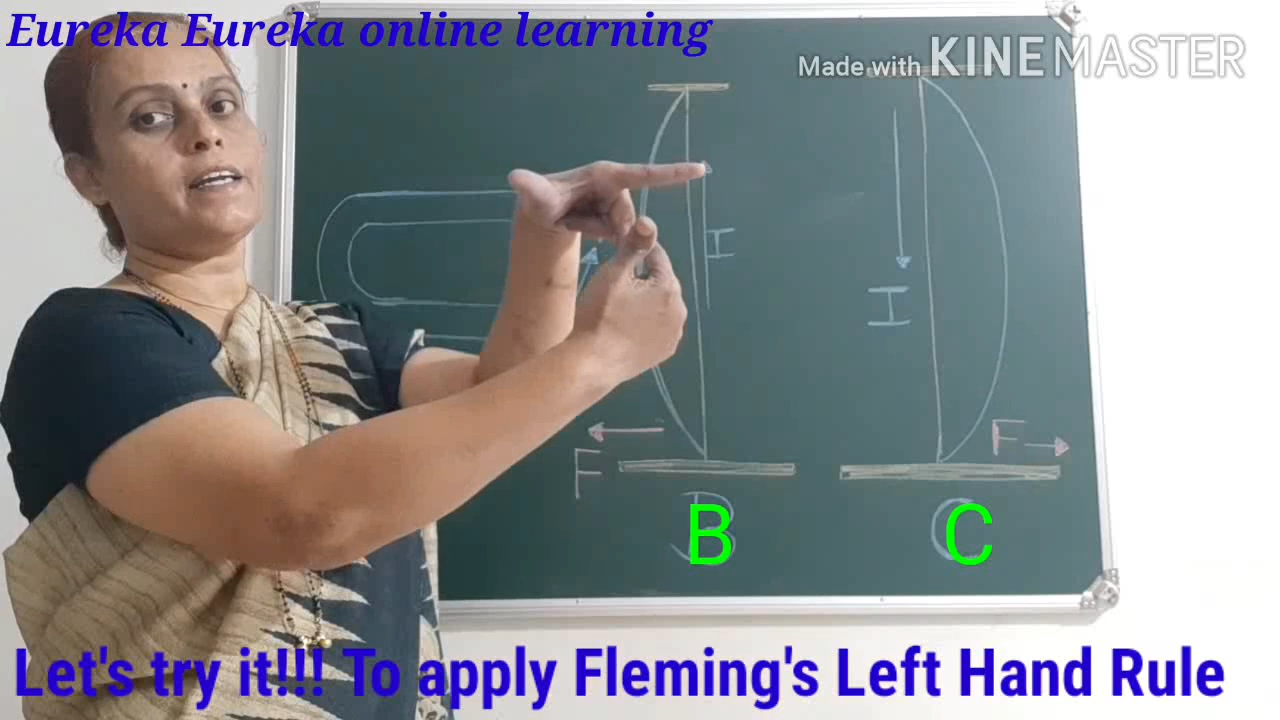 Eureka Eureka online learning
Made with KINEMASTER
I
I
F
F
B
C
B
C
Let's try it!!! To apply Fleming's Left Hand Rule